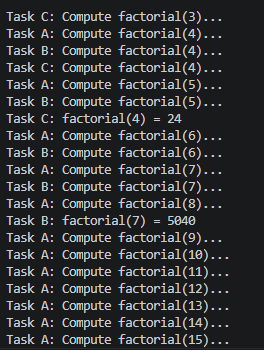 Task C: Compute factorial(3)...
Task A: Compute factorial(4)...
Task B: Compute factorial(4)...
Task C: Compute factorial(4)...
Task A: Compute factorial(5)...
Task B: Compute factorial(5)...
Task C: factorial(4) = 24
Task A: Compute factorial(6)...
Task B: Compute factorial(6)...
Task A: Compute factorial(7)...
Task B: Compute factorial(7)...
Task A: Compute factorial(8)...
Task B: factorial(7) = 5040
Task A: Compute factorial(9)...
Task A: Compute factorial(10)...
Task A: Compute factorial(11)...
Task A: Compute factorial(12)...
Task A: Compute factorial(13)...
Task A: Compute factorial(14)...
Task A: Compute factorial(15)...